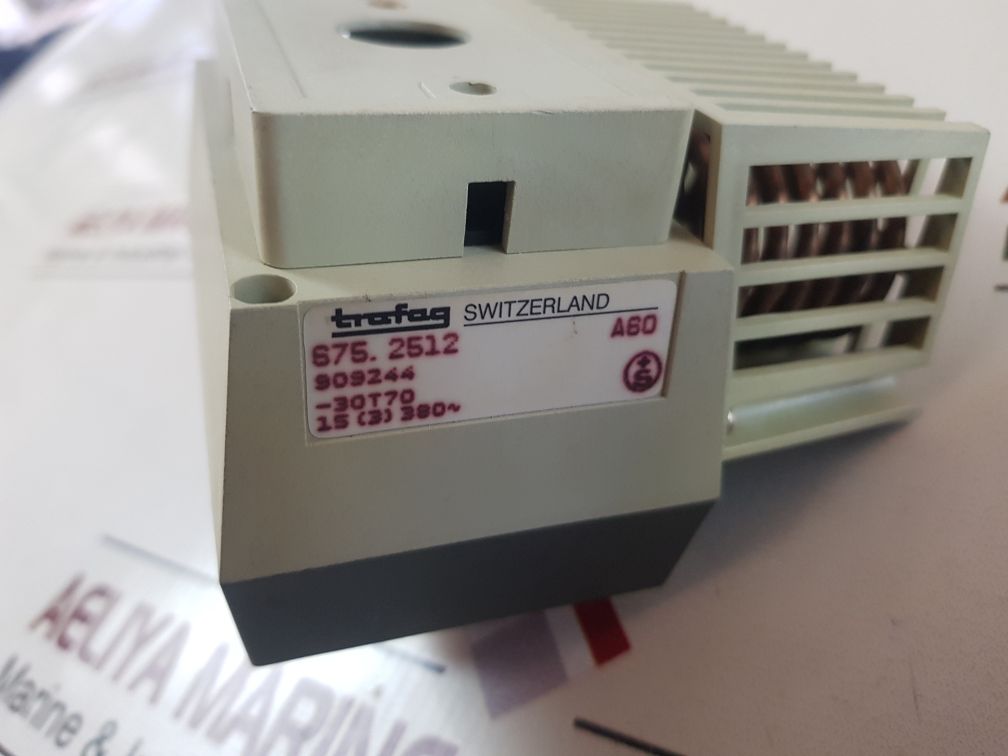 trafag SWITZERLAND
675.2512 A60
909244
-30T70
15 (3) 380~
+S
AELIYA MARINE
Marine &